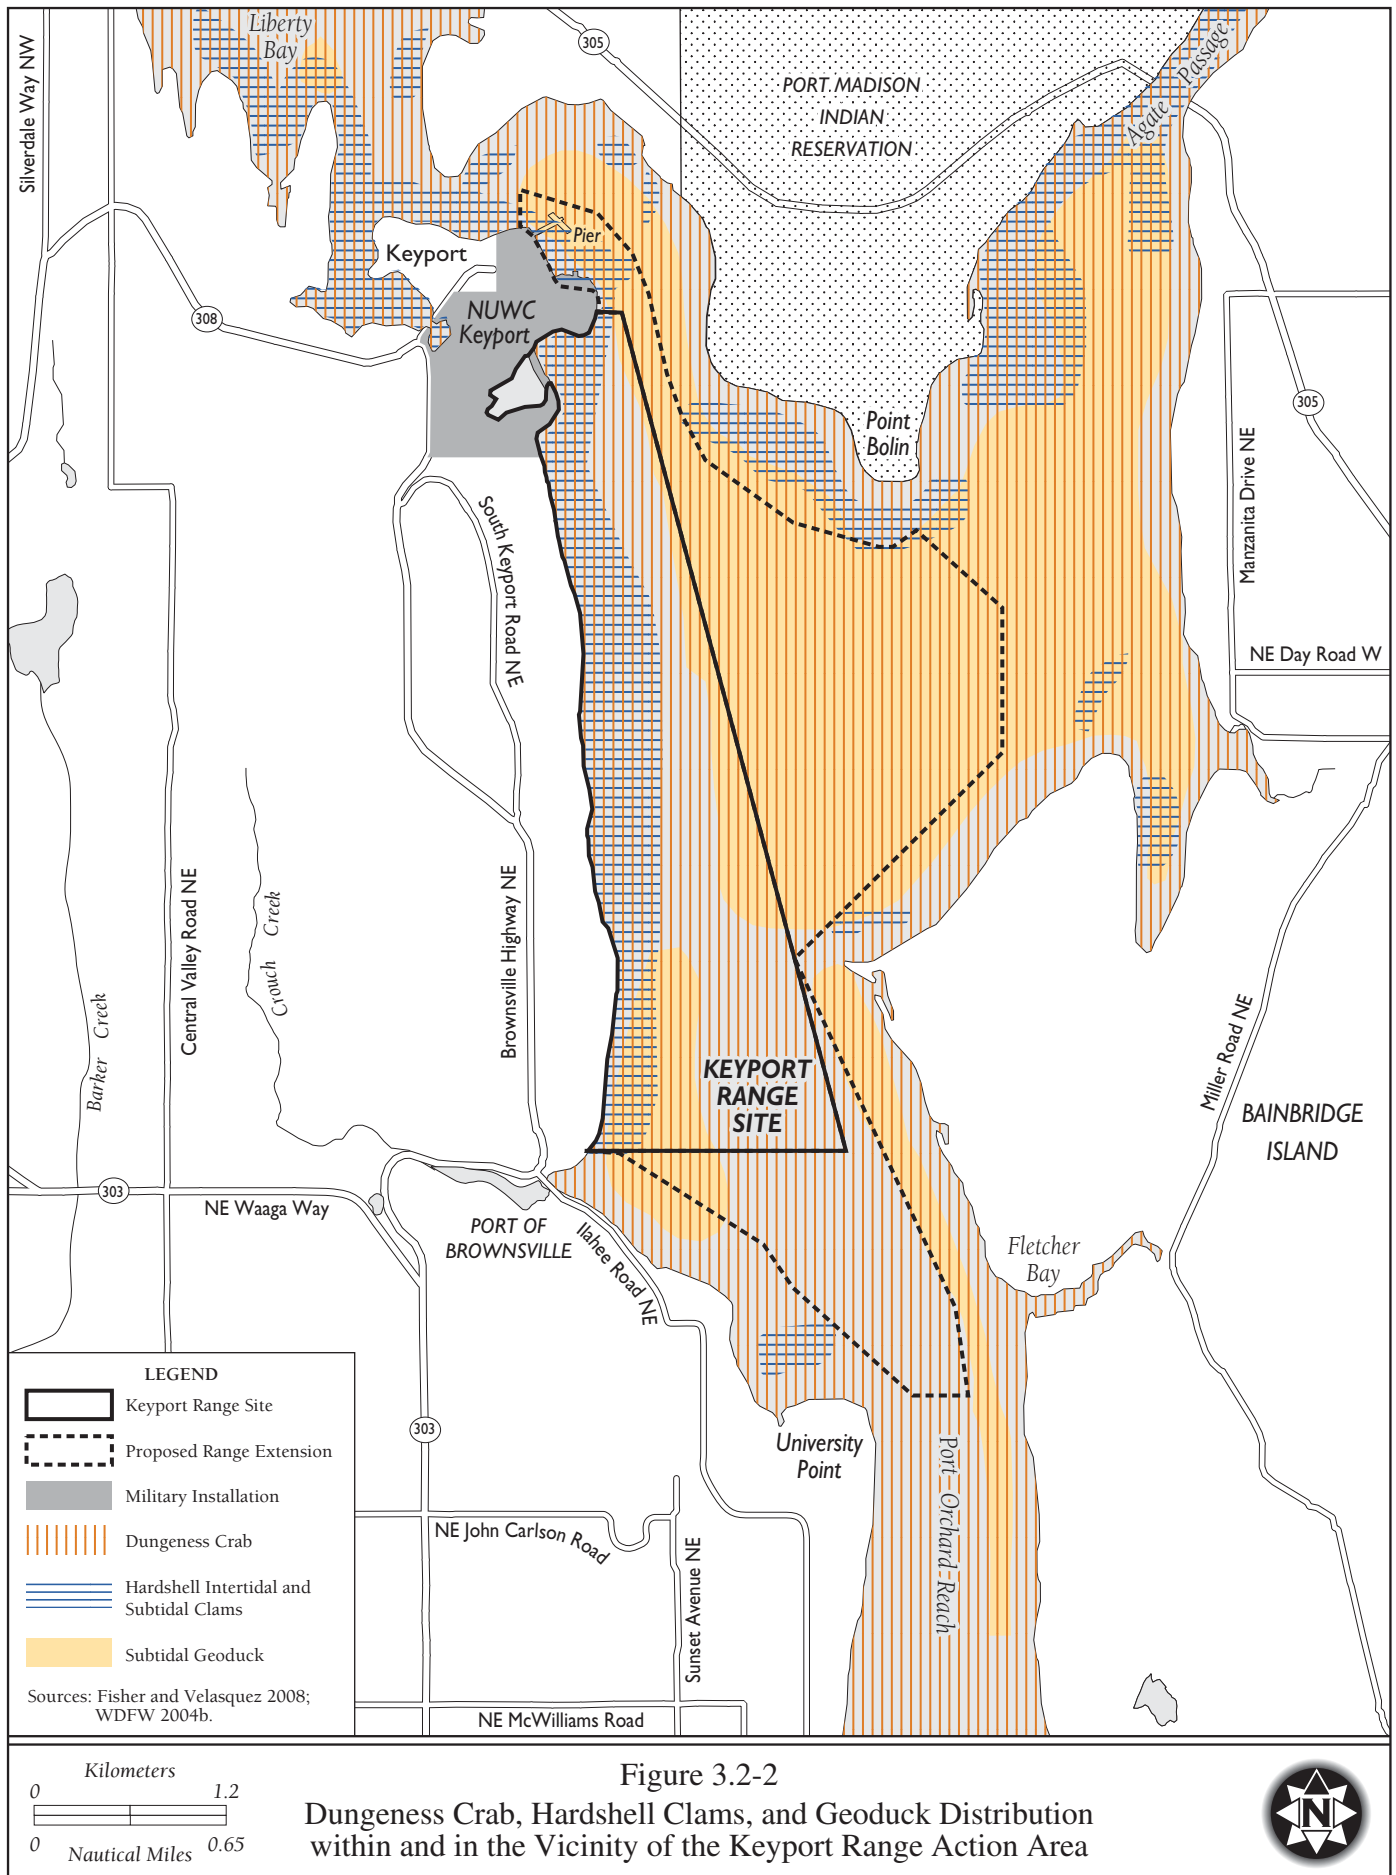 Liberty
Bay
305
Silverdale Way NW
PORT MADISON
INDIAN
RESERVATION
Agate Passage
Keyport
Pier
NUWC
Keyport
308
305
Point
Bolin
Manzanita Drive NE
South Keyport Road NE
NE Day Road W
Central Valley Road NE
Crouch Creek
Brownsville Highway NE
Barker Creek
KEYPORT
RANGE
SITE
Miller Road NE
BAINBRIDGE
ISLAND
303
NE Waaga Way
PORT OF
BROWNSVILLE
Illahee Road NE
Fletcher
Bay
University
Point
Port Orchard Reach
303
NE John Carlson Road
Sunset Avenue NE
NE McWilliams Road
LEGEND
Keyport Range Site
Proposed Range Extension
Military Installation
Dungeness Crab
Hardshell Intertidal and
Subtidal Clams
Subtidal Geoduck
Sources: Fisher and Velasquez 2008;
WDFW 2004b.
Kilometers
0 1.2
0 0.65
Nautical Miles
Figure 3.2-2
Dungeness Crab, Hardshell Clams, and Geoduck Distribution
within and in the Vicinity of the Keyport Range Action Area
N